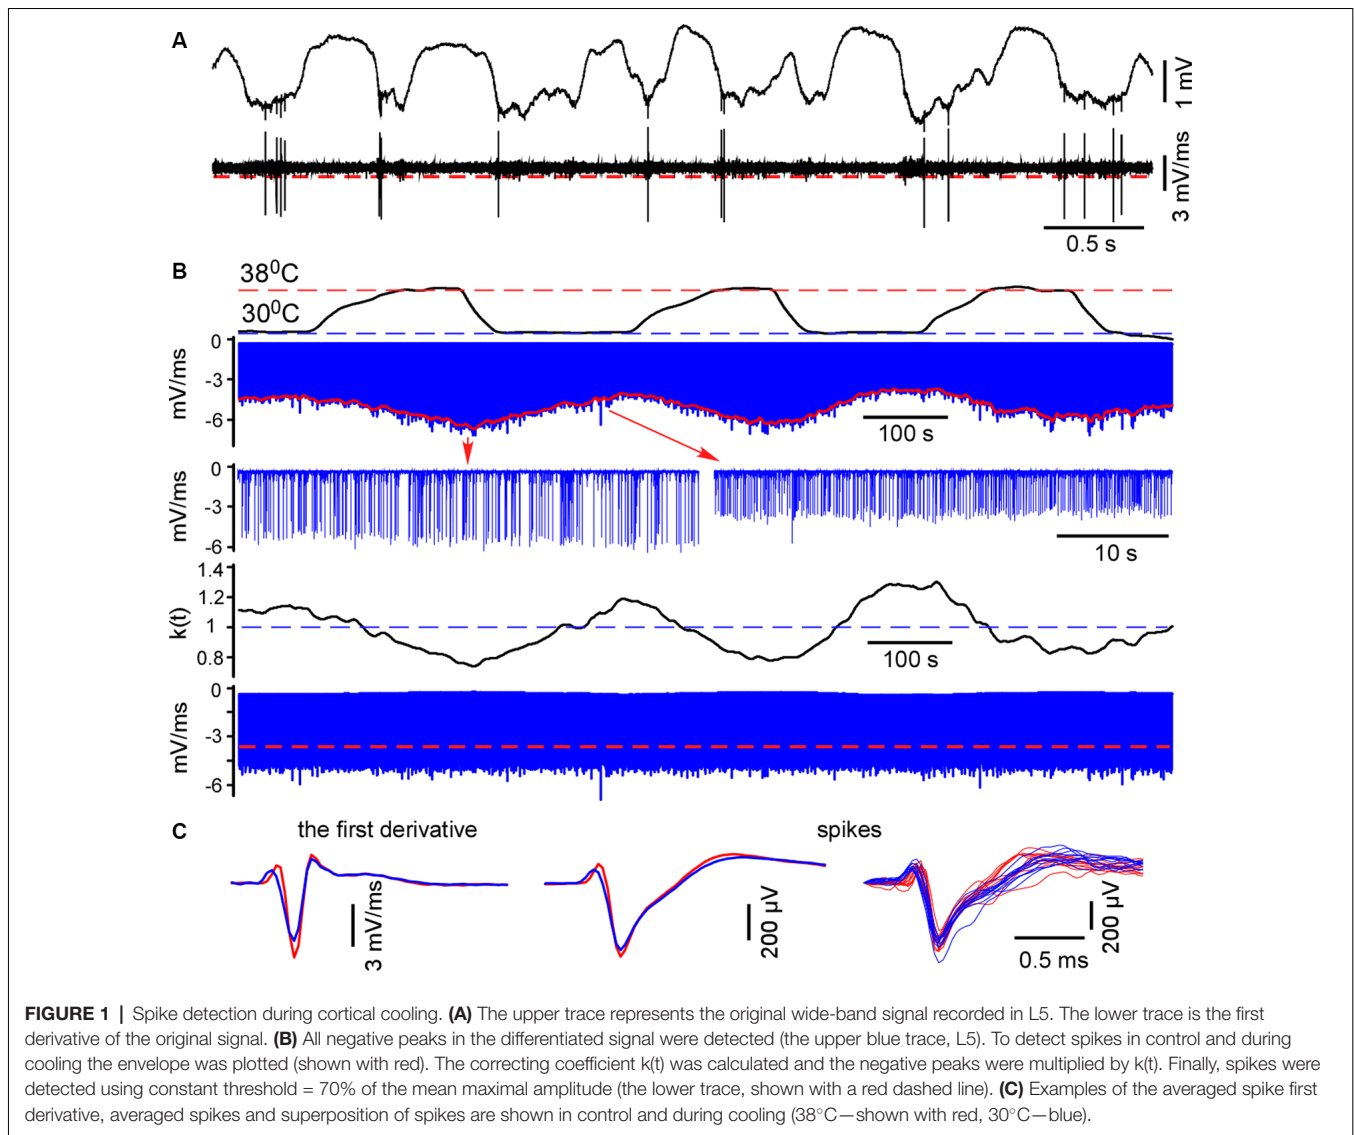 A
1 mV
3 mV/ms
0.5 s
B
38⁰C
30⁰C
0
-3
-6
mV/ms
100 s
0
-3
-6
mV/ms
10 s
1.4
1.2
1
0.8
k(t)
100 s
0
-3
-6
mV/ms
C
the first derivative
spikes
3 mV/ms
200 µV
200 µV
0.5 ms
FIGURE 1 | Spike detection during cortical cooling. (A) The upper trace represents the original wide-band signal recorded in L5. The lower trace is the first
derivative of the original signal. (B) All negative peaks in the differentiated signal were detected (the upper blue trace, L5). To detect spikes in control and during
cooling the envelope was plotted (shown with red). The correcting coefficient k(t) was calculated and the negative peaks were multiplied by k(t). Finally, spikes were
detected using constant threshold = 70% of the mean maximal amplitude (the lower trace, shown with a red dashed line). (C) Examples of the averaged spike first
derivative, averaged spikes and superposition of spikes are shown in control and during cooling (38°C—shown with red, 30°C—blue).